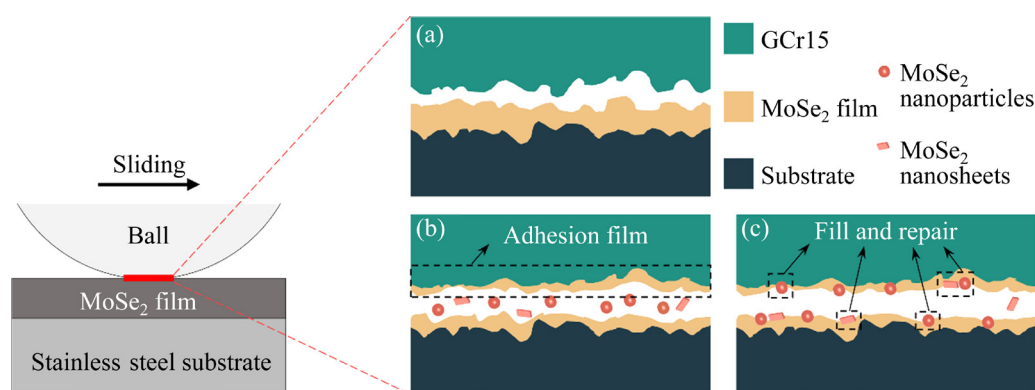 Sliding
Ball
MoSe₂ film
Stainless steel substrate
(a)
GCr15
MoSe₂ film
Substrate
MoSe₂
nanoparticles
MoSe₂
nanosheets
(b)
Adhesion film
(c)
Fill and repair